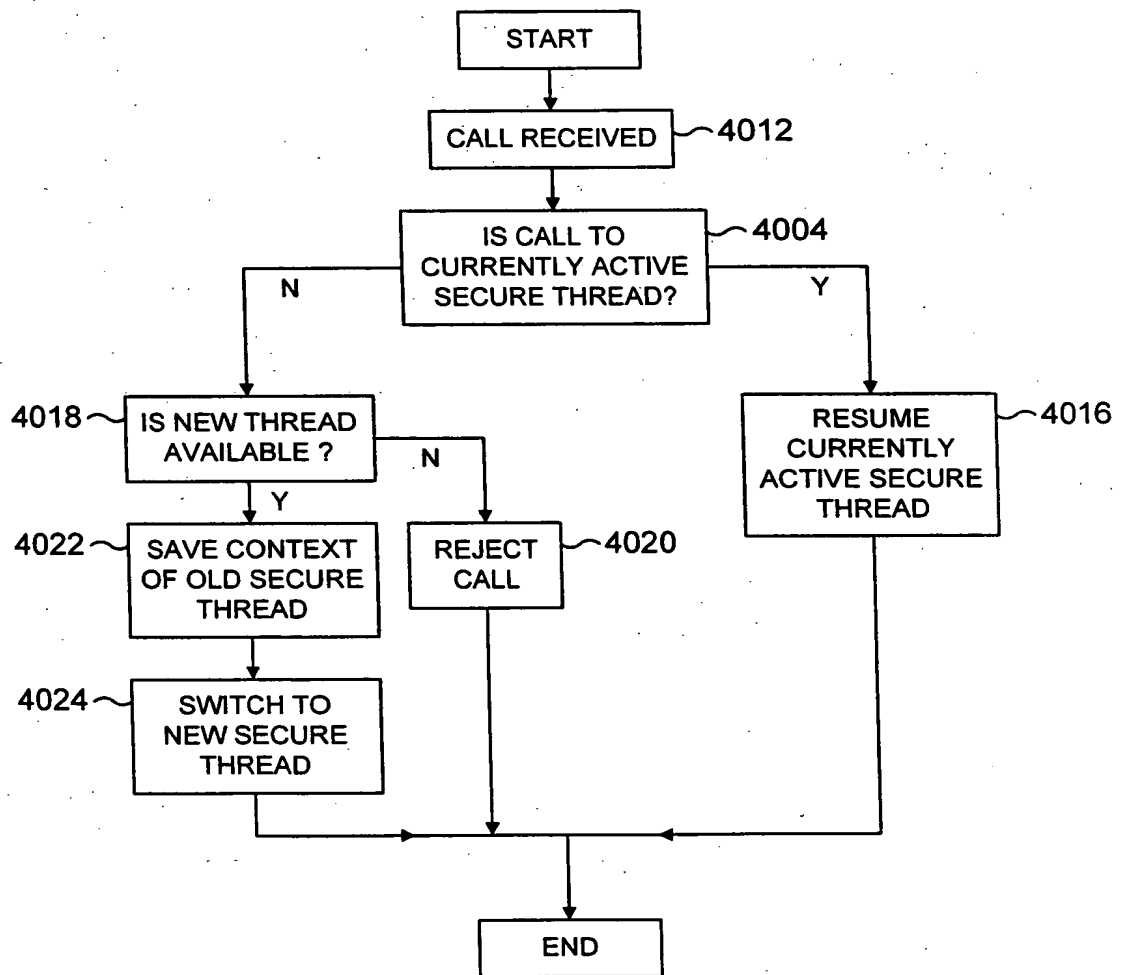 START
CALL RECEIVED
4012
IS CALL TO
CURRENTLY ACTIVE
SECURE THREAD?
4004
N
Y
4018
IS NEW THREAD
AVAILABLE ?
N
Y
RESUME
CURRENTLY
ACTIVE SECURE
THREAD
4016
4022
SAVE CONTEXT
OF OLD SECURE
THREAD
REJECT
CALL
4020
4024
SWITCH TO
NEW SECURE
THREAD
END